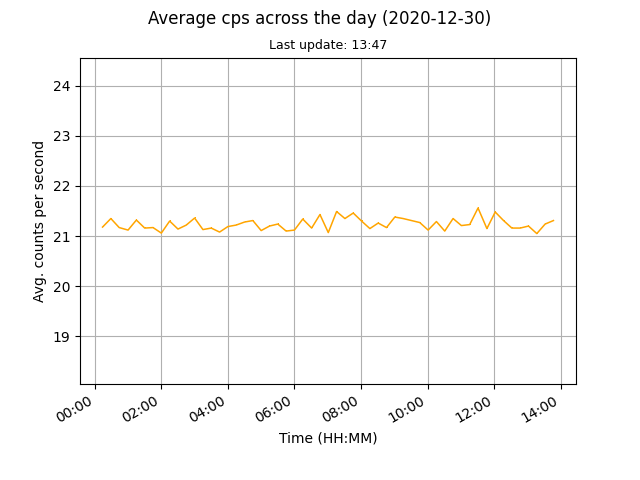 Average cps across the day (2020-12-30)
Last update: 13:47
24
23
22
21
20
19
Avg. counts per second
00:00 02:00 04:00 06:00 08:00 10:00 12:00 14:00
Time (HH:MM)